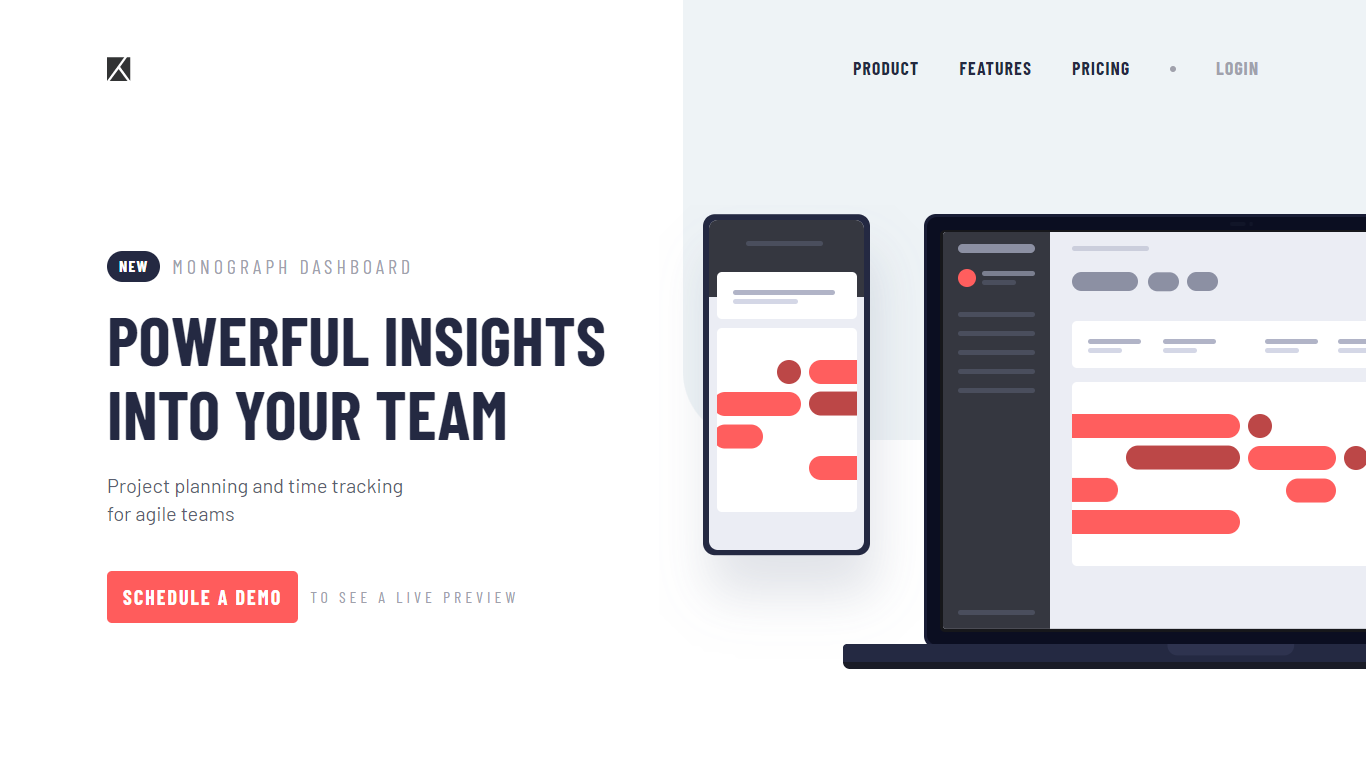 PRODUCT FEATURES PRICING • LOGIN
NEW MONOGRAPH DASHBOARD
POWERFUL INSIGHTS
INTO YOUR TEAM
Project planning and time tracking
for agile teams
SCHEDULE A DEMO TO SEE A LIVE PREVIEW